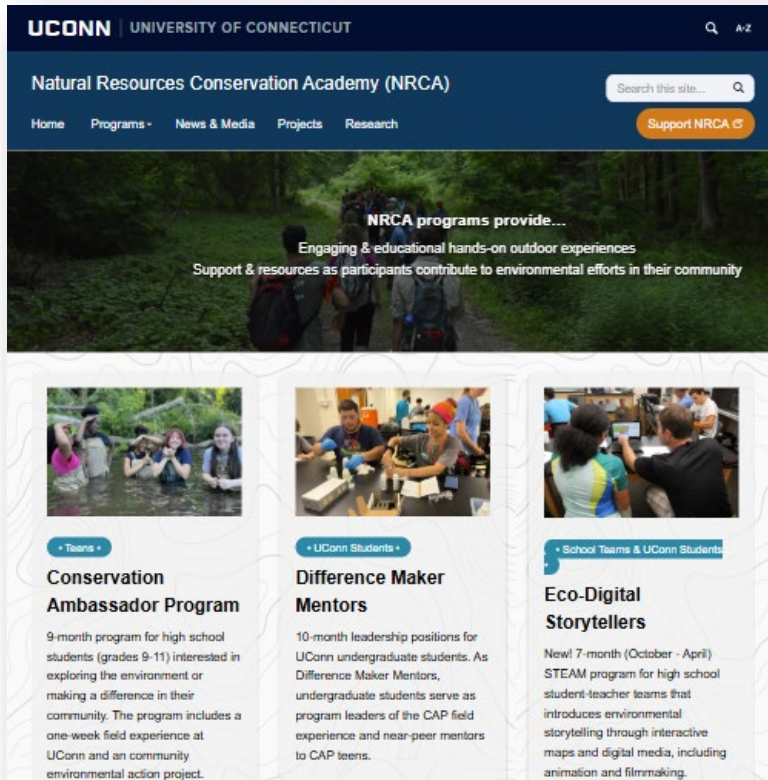 UCONN UNIVERSITY OF CONNECTICUT
A-Z
Natural Resources Conservation Academy (NRCA)
Search this site...
Home Programs News & Media Projects Research
Support NRCA
NRCA programs provide...
Engaging & educational hands-on outdoor experiences
Support & resources as participants contribute to environmental efforts in their community
• Teens •
Conservation
Ambassador Program
9-month program for high school
students (grades 9-11) interested in
exploring the environment or
making a difference in their
community. The program includes a
one-week field experience at
UConn and an community
environmental action project.
• UConn Students •
Difference Maker
Mentors
10-month leadership positions for
UConn undergraduate students. As
Difference Maker Mentors,
undergraduate students serve as
program leaders of the CAP field
experience and near-peer mentors
to CAP teens.
• School Teams & UConn Students
•
Eco-Digital
Storytellers
New! 7-month (October - April)
STEAM program for high school
student-teacher teams that
introduces environmental
storytelling through interactive
maps and digital media, including
animation and filmmaking.